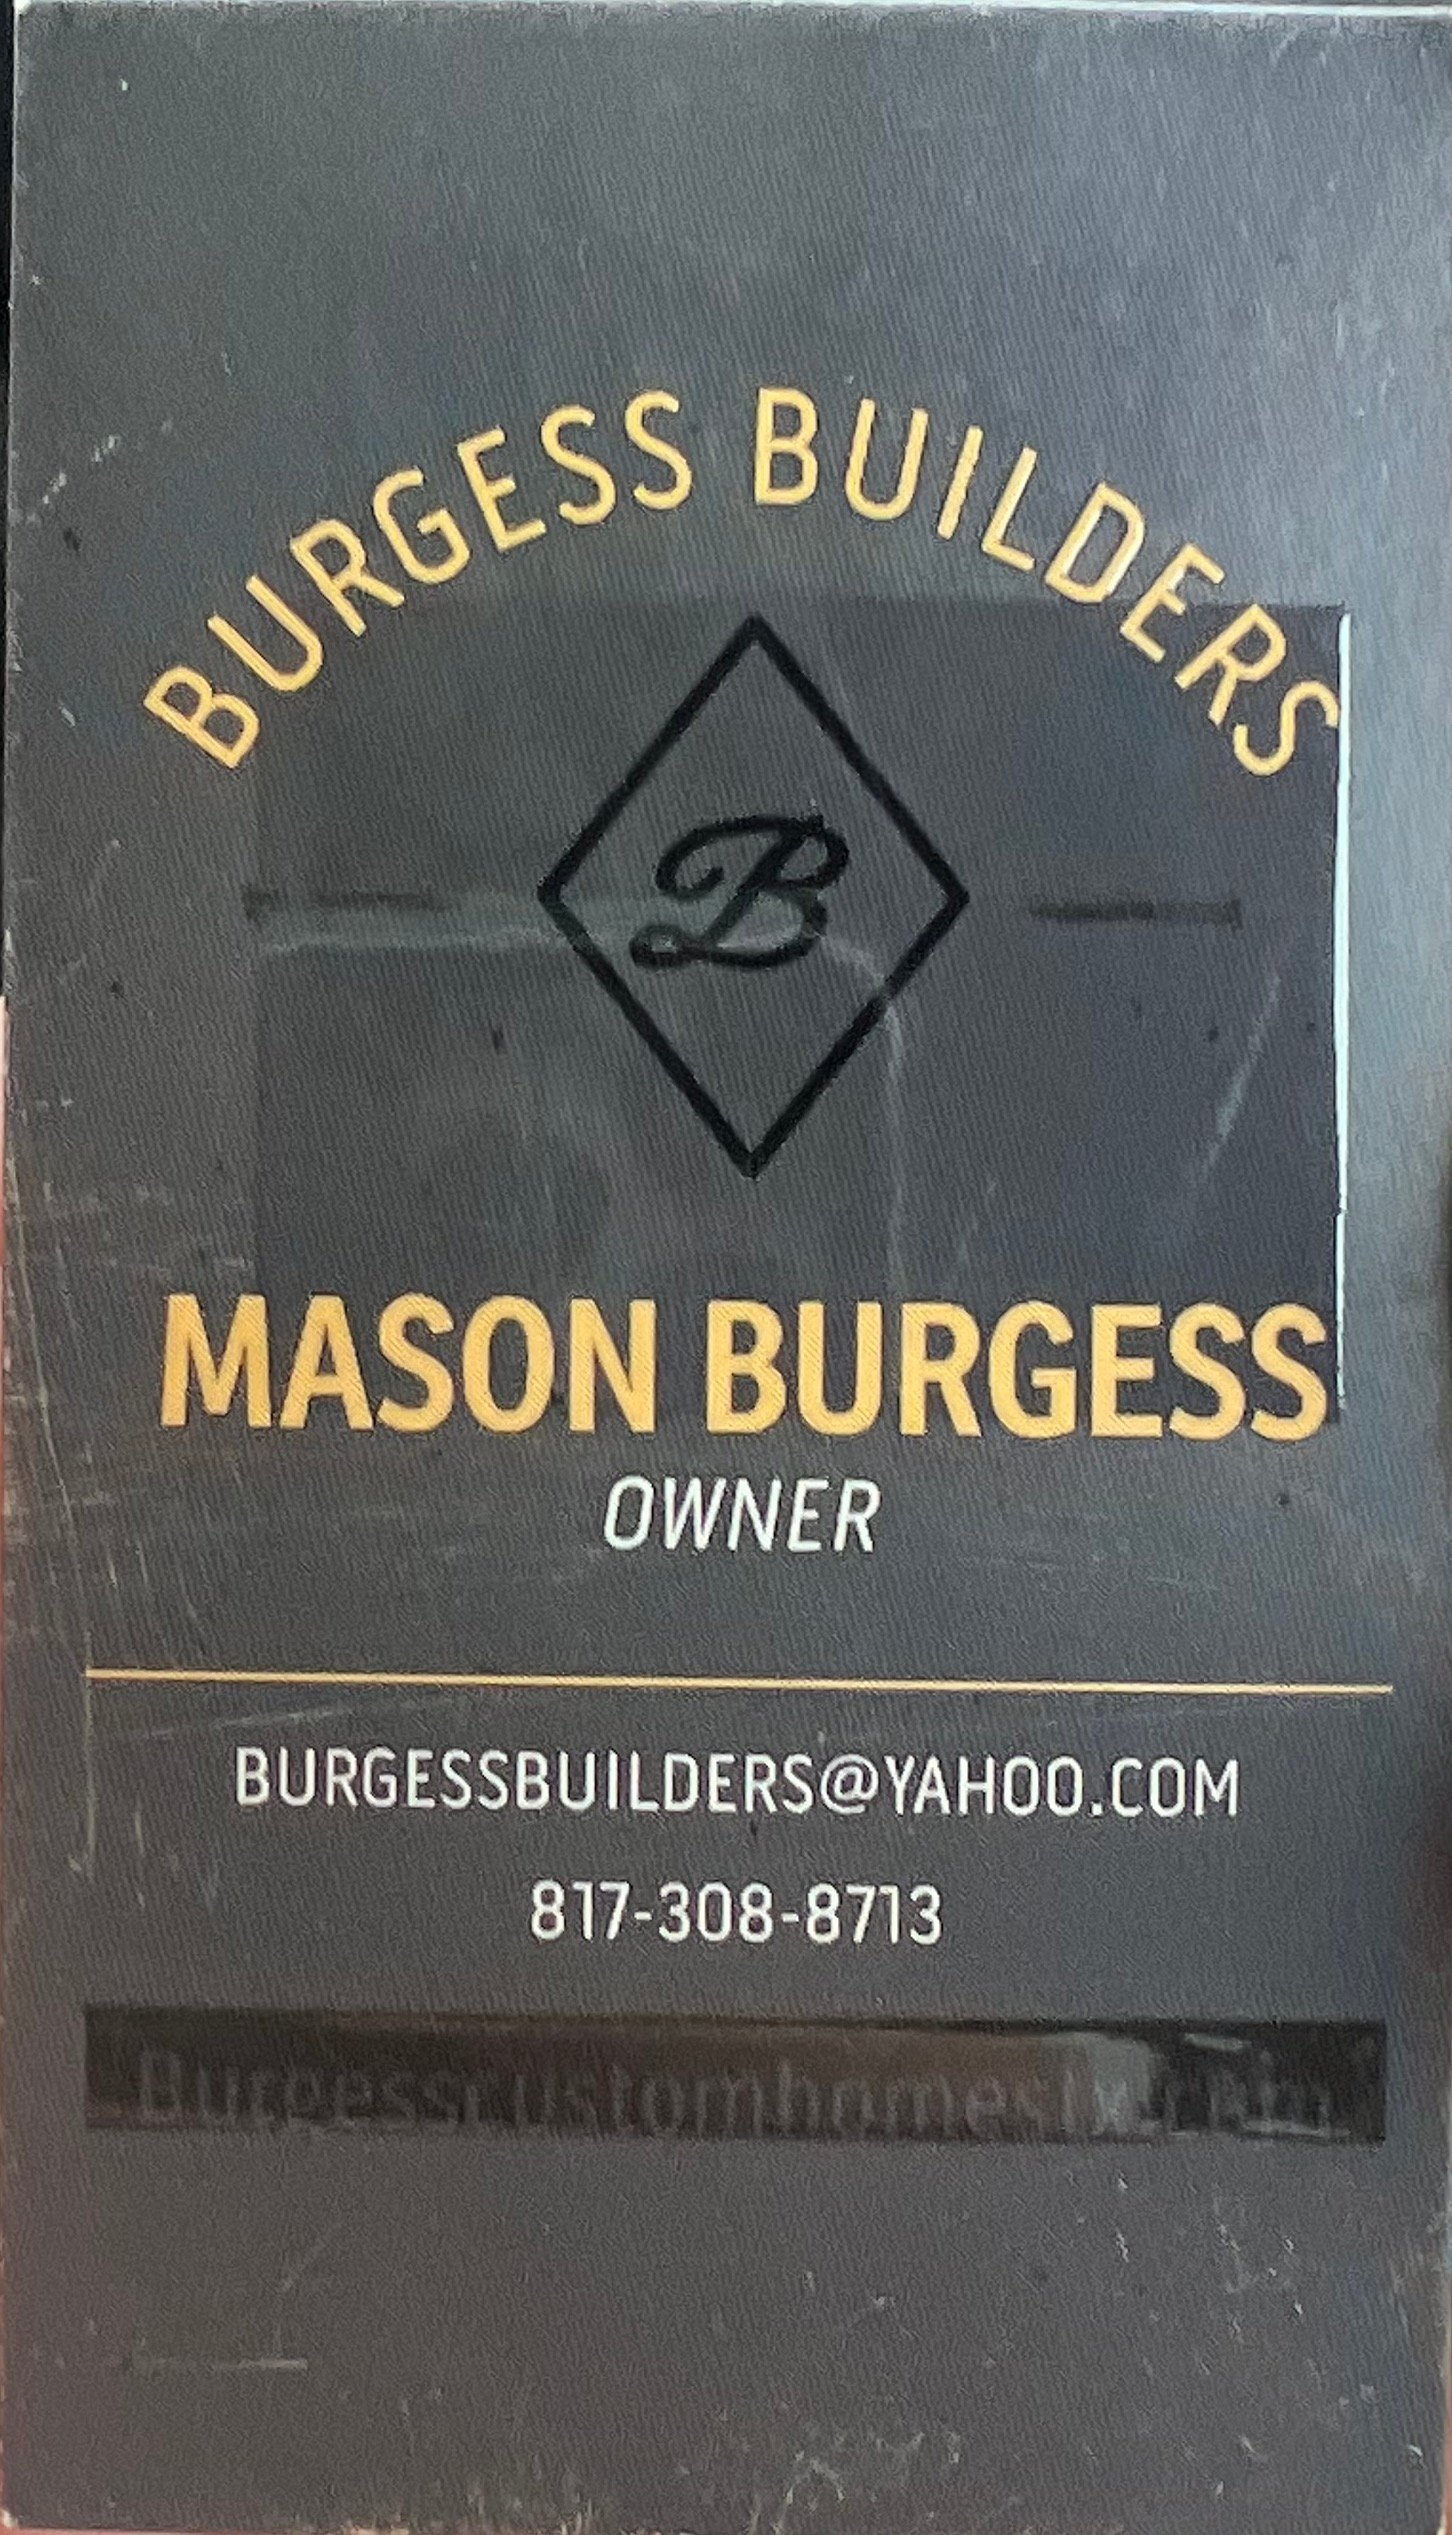 BURGESS BUILDERS
B
MASON BURGESS
OWNER
BURGESSBUILDERS@YAHOO.COM
817-308-8713